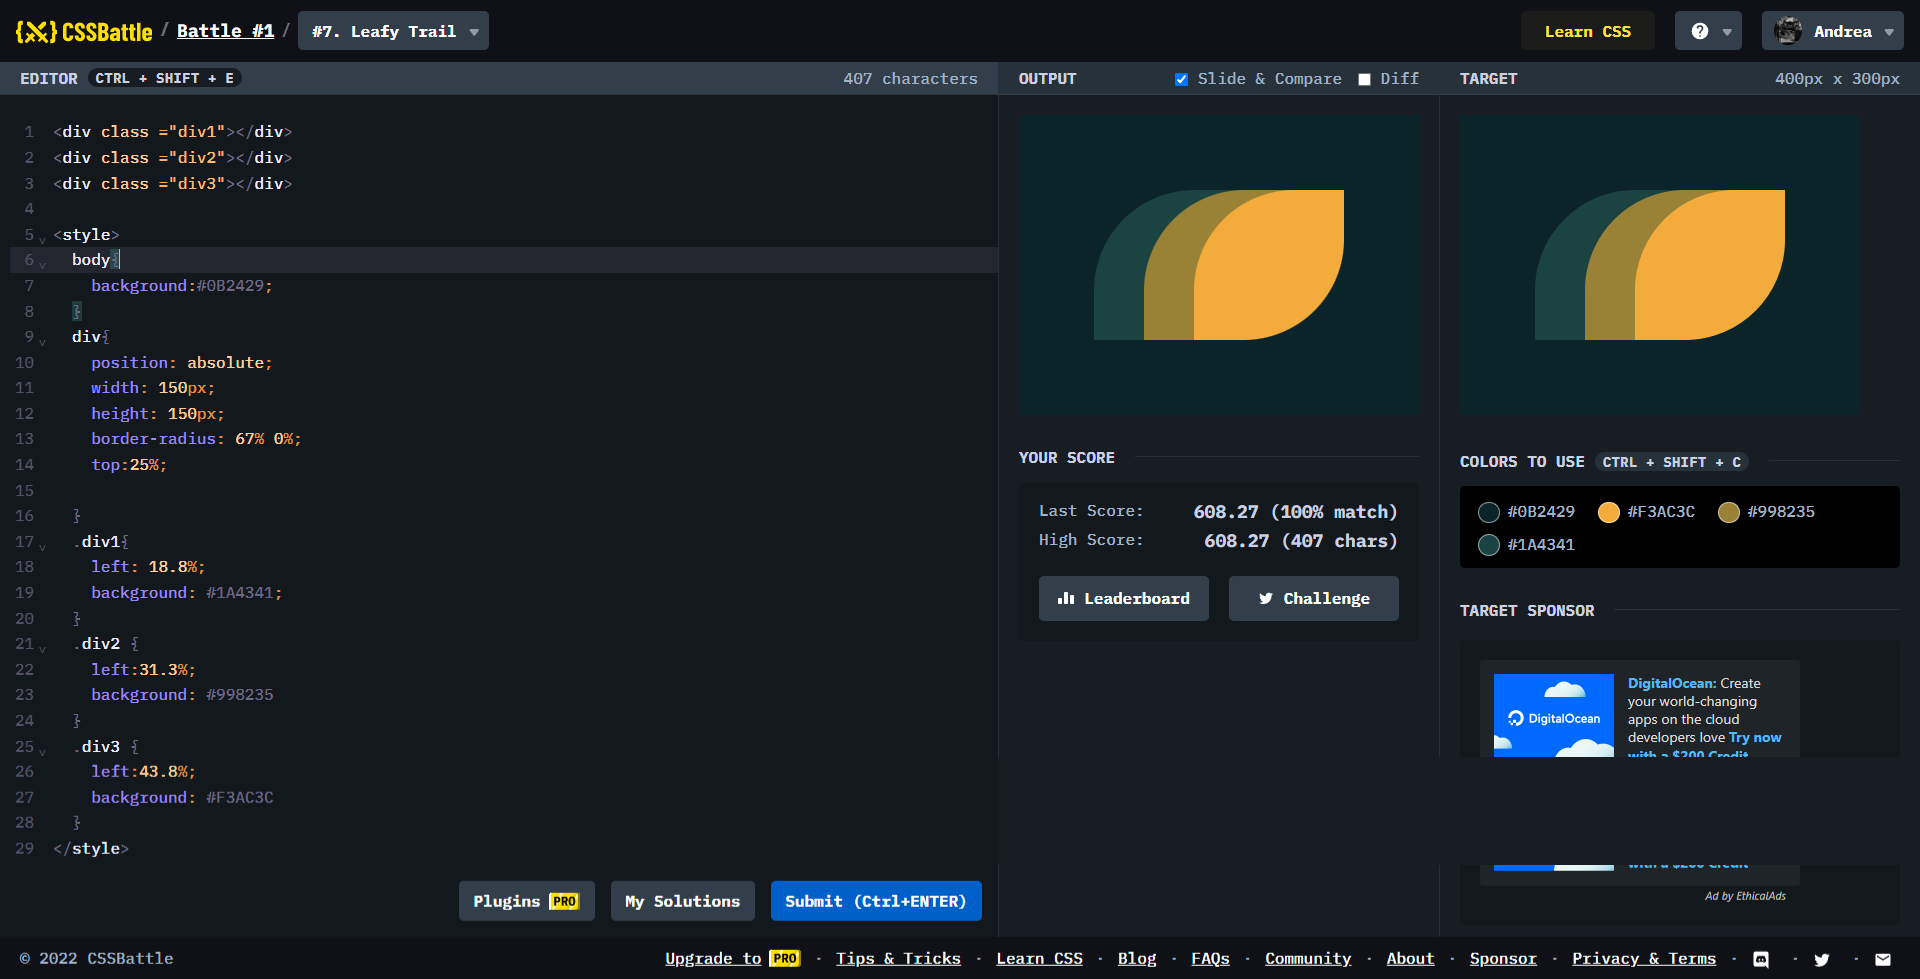 CSSBattle / Battle #1 / #7. Leafy Trail
Learn CSS
Andrea
EDITOR CTRL + SHIFT + E 407 characters
OUTPUT Slide & Compare Diff
TARGET 400px x 300px
1 <div class ="div1"></div>
2 <div class ="div2"></div>
3 <div class ="div3"></div>
4
5 <style>
6 body{
7 background:#0B2429;
8 }
9 div{
10 position: absolute;
11 width: 150px;
12 height: 150px;
13 border-radius: 67% 0%;
14 top:25%;
15
16 }
17 .div1{
18 left: 18.8%;
19 background: #1A4341;
20 }
21 .div2 {
22 left:31.3%;
23 background: #998235
24 }
25 .div3 {
26 left:43.8%;
27 background: #F3AC3C
28 }
29 </style>
Plugins PRO
My Solutions
Submit (Ctrl+ENTER)
YOUR SCORE
Last Score: 608.27 (100% match)
High Score: 608.27 (407 chars)
Leaderboard
Challenge
COLORS TO USE CTRL + SHIFT + C
#0B2429 #F3AC3C #998235
#1A4341
TARGET SPONSOR
DigitalOcean
DigitalOcean: Create
your world-changing
apps on the cloud
developers love Try now
with a $200 Credit
with a $200 Credit
Ad by EthicalAds
© 2022 CSSBattle
Upgrade to PRO · Tips & Tricks · Learn CSS · Blog · FAQs · Community · About · Sponsor · Privacy & Terms · · ·